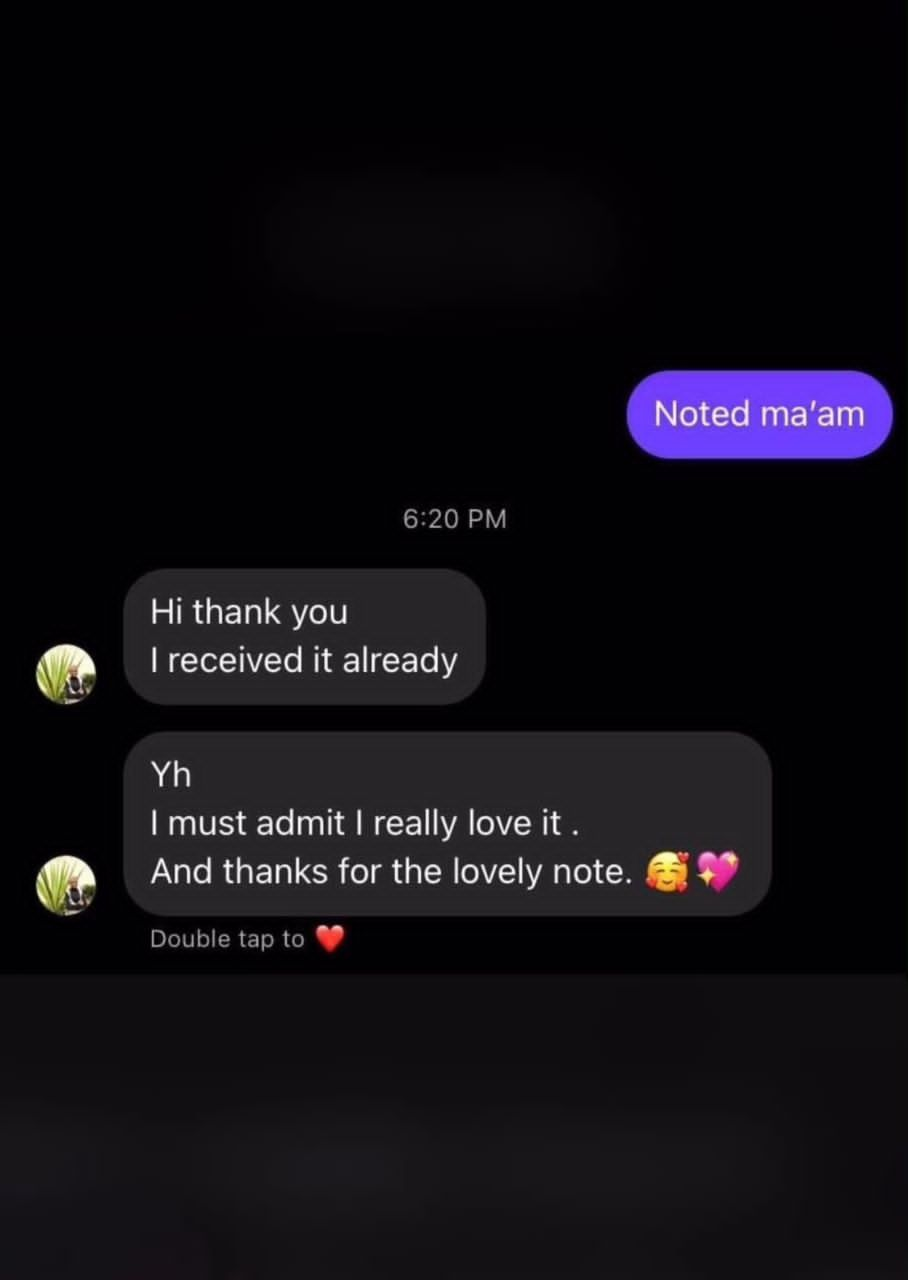 Noted ma'am
6:20 PM
Hi thank you
I received it already
Yh
I must admit I really love it .
And thanks for the lovely note. 🥰💖
Double tap to ❤️